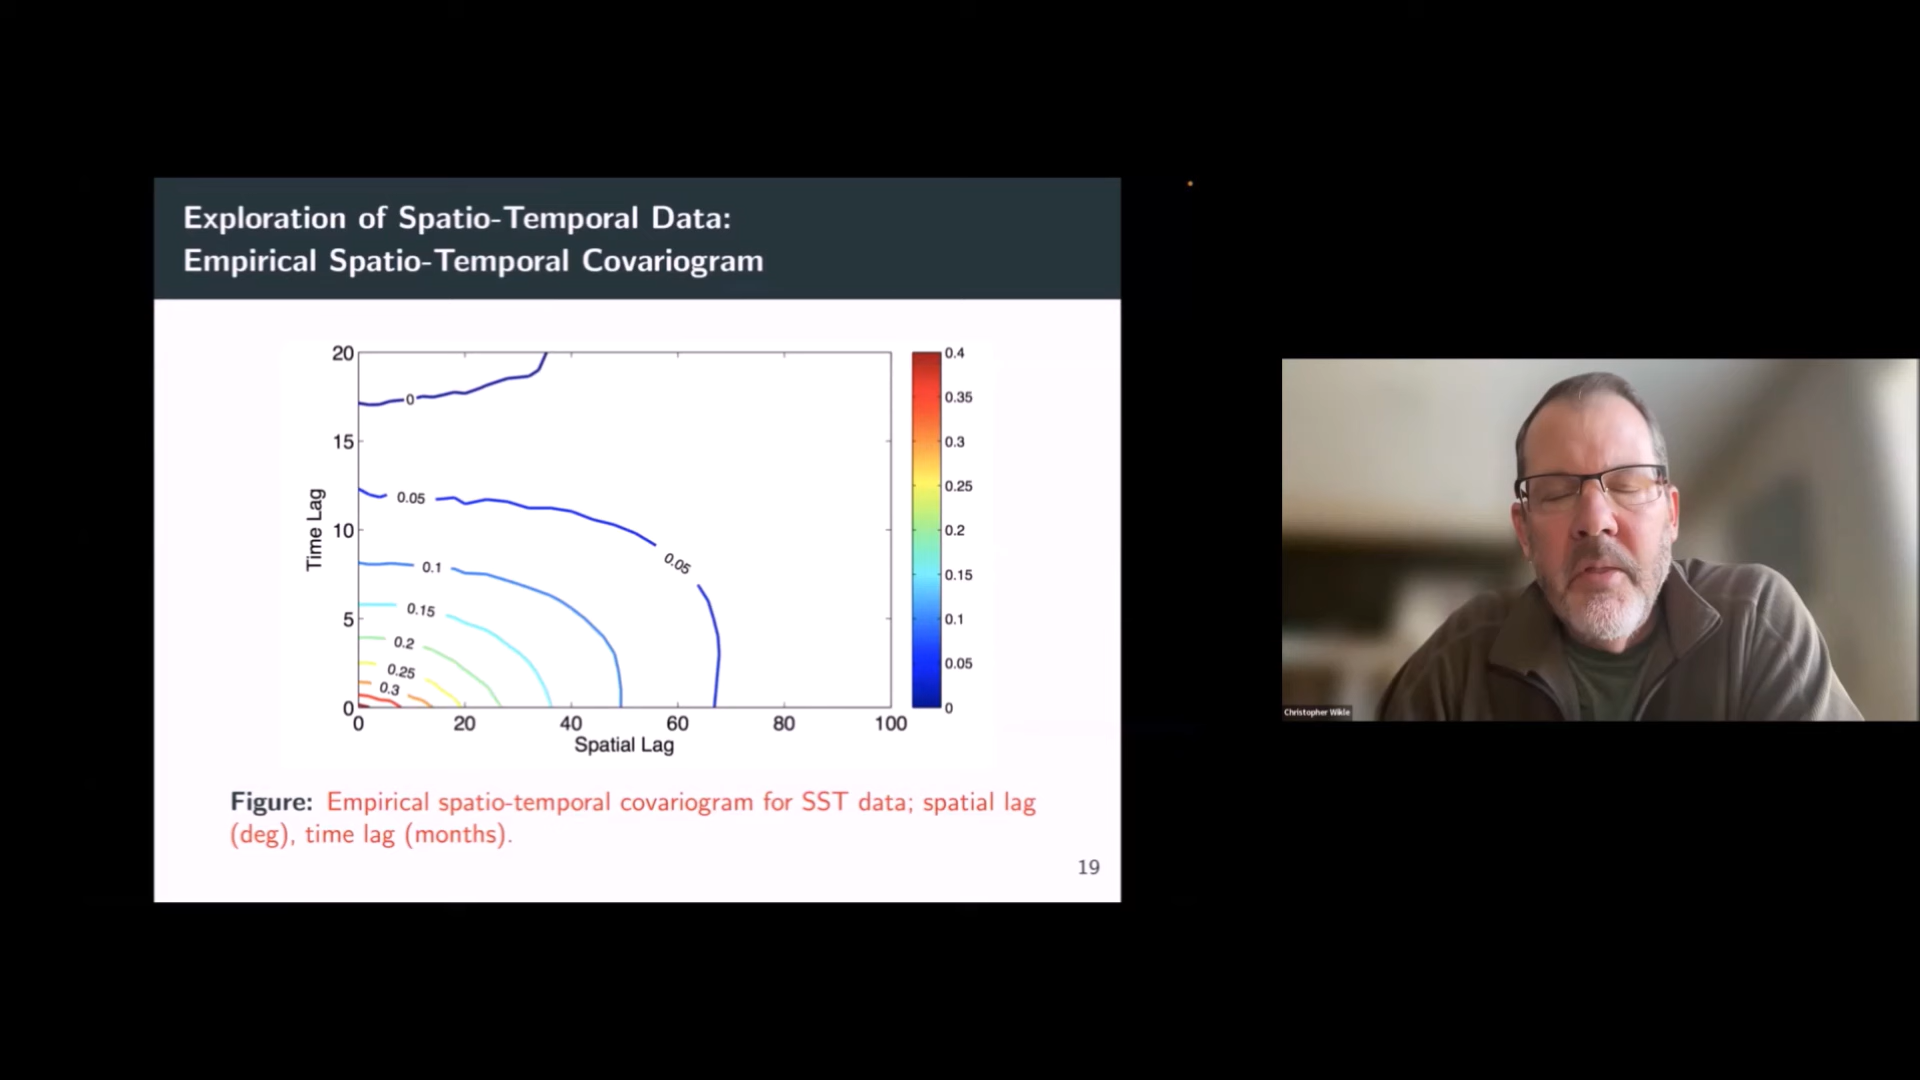 Exploration of Spatio-Temporal Data:
Empirical Spatio-Temporal Covariogram
20
15
10
5
0
Time Lag
0
0.05
0.05
0.1
0.15
0.2
0.25
0.3
0 20 40 60 80 100
Spatial Lag
0.4
0.35
0.3
0.25
0.2
0.15
0.1
0.05
0
Figure: Empirical spatio-temporal covariogram for SST data; spatial lag
(deg), time lag (months).
19
Christopher Wikle